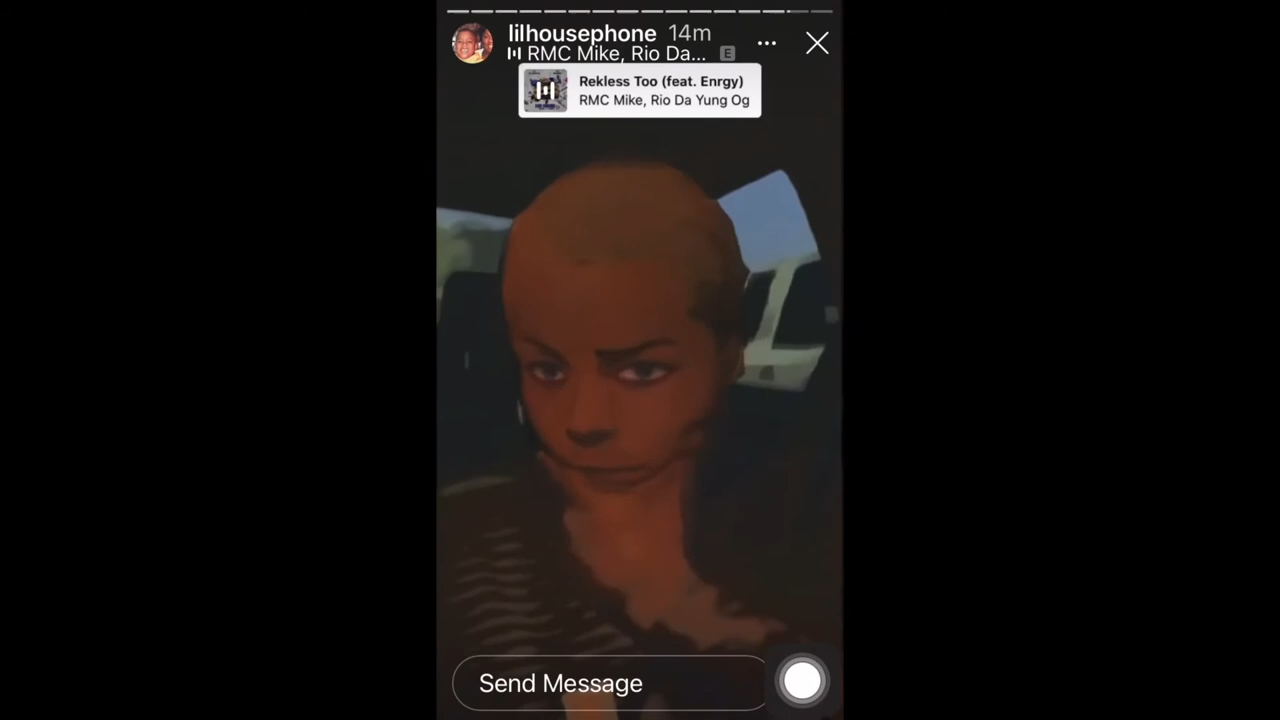 lilhousephone 14m
RMC Mike, Rio Da... E
Rekless Too (feat. Enrgy)
RMC Mike, Rio Da Yung Og
Send Message